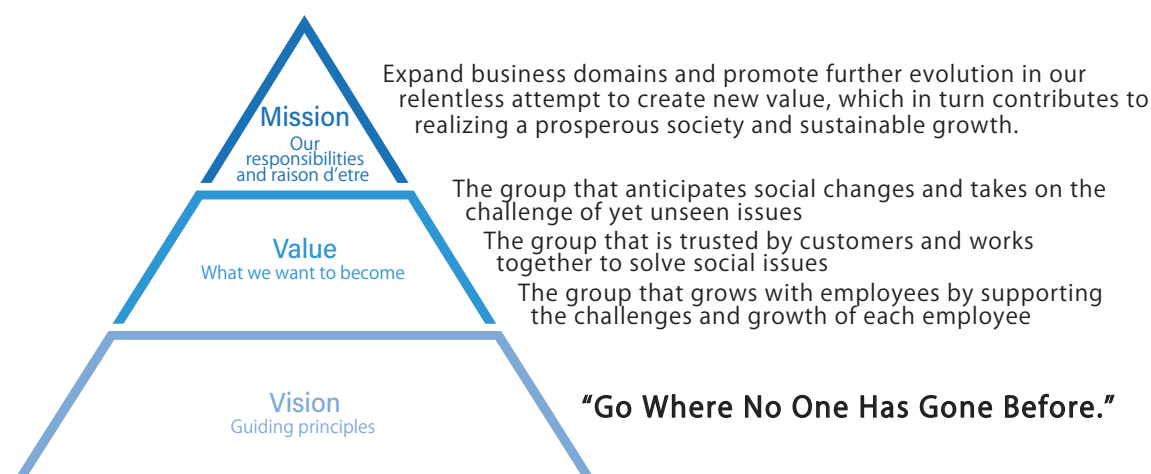 Mission
Our
responsibilities
and raison d'etre
Expand business domains and promote further evolution in our
relentless attempt to create new value, which in turn contributes to
realizing a prosperous society and sustainable growth.
Value
What we want to become
The group that anticipates social changes and takes on the
challenge of yet unseen issues
The group that is trusted by customers and works
together to solve social issues
The group that grows with employees by supporting
the challenges and growth of each employee
Vision
Guiding principles
“Go Where No One Has Gone Before.”